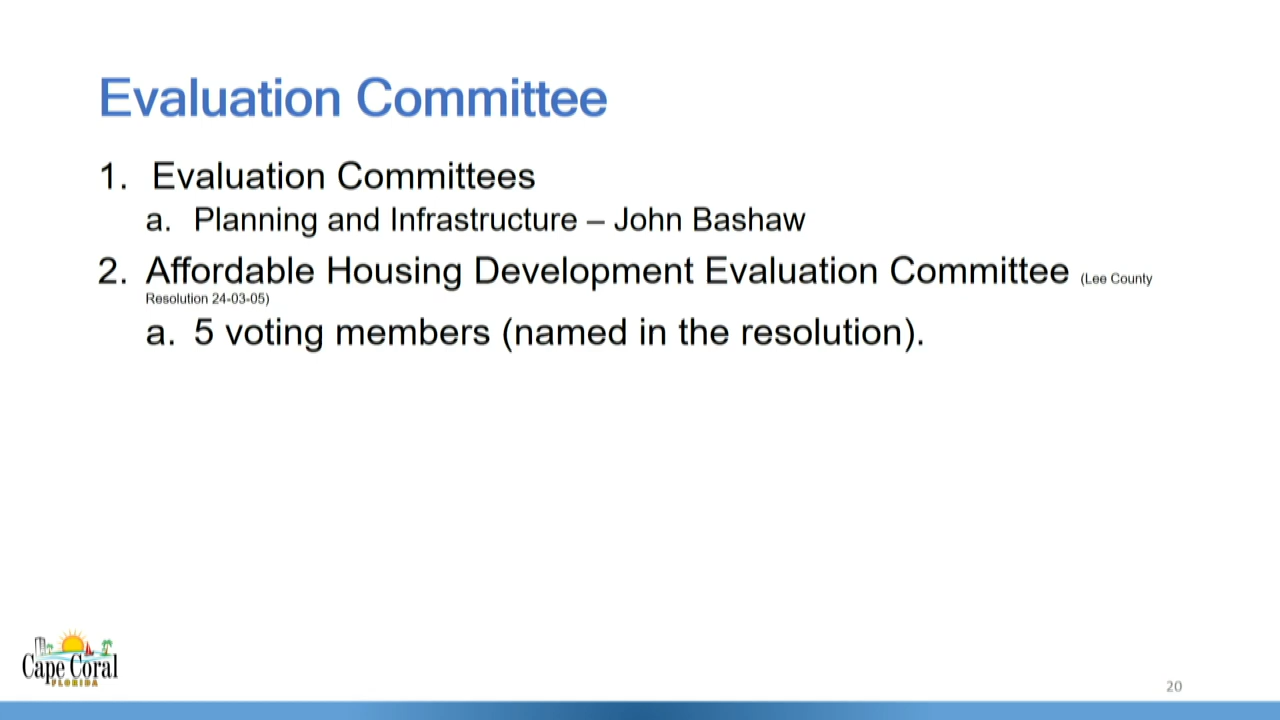 Evaluation Committee
1. Evaluation Committees
a. Planning and Infrastructure – John Bashaw
2. Affordable Housing Development Evaluation Committee (Lee County
Resolution 24-03-05)
a. 5 voting members (named in the resolution).
Cape Coral
FLORIDA
20